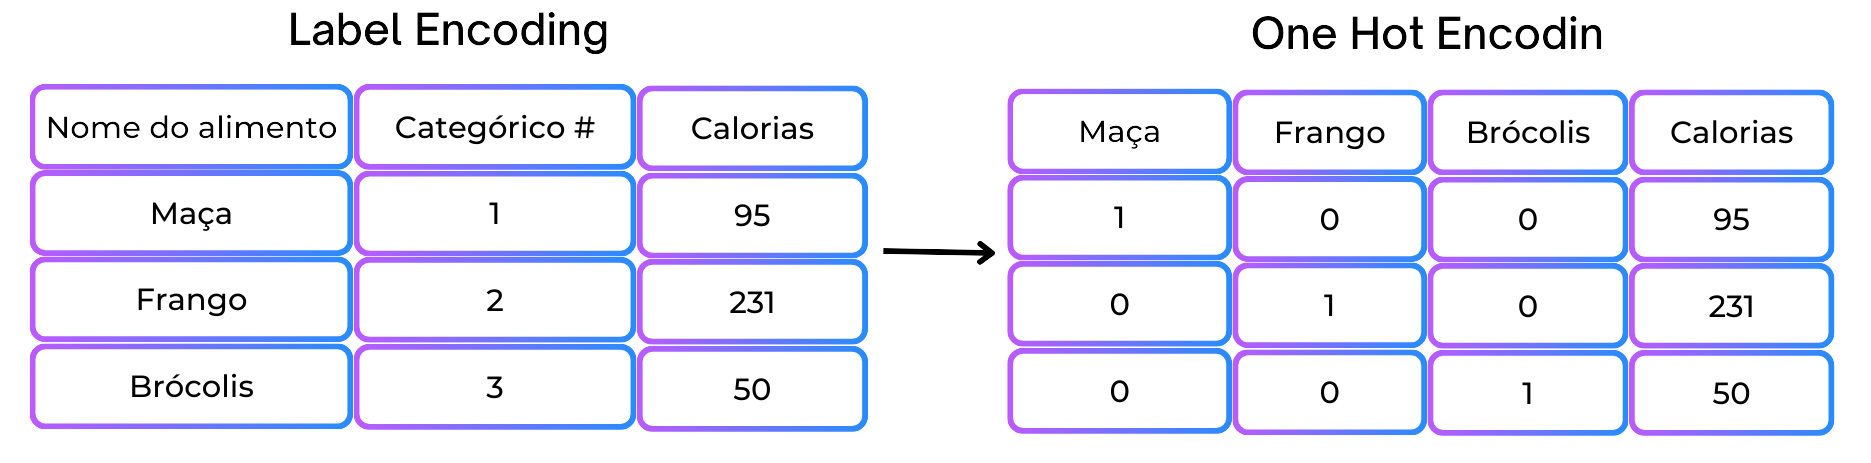 Label Encoding
Nome do alimento Categórico # Calorias
Maça 1 95
Frango 2 231
Brócolis 3 50
One Hot Encodin
Maça Frango Brócolis Calorias
1 0 0 95
0 1 0 231
0 0 1 50